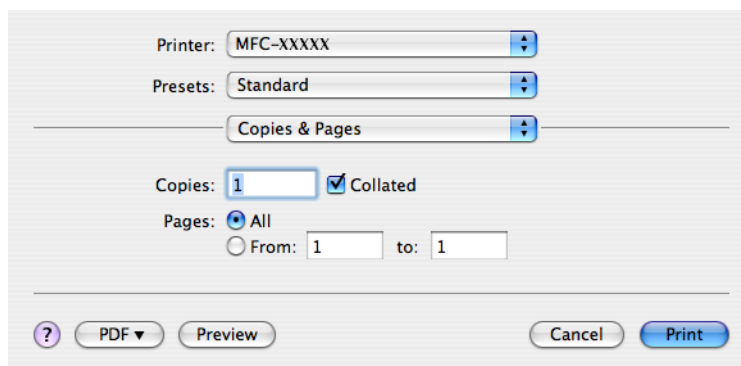 Printer: MFC-XXXXX
Presets: Standard
Copies & Pages
Copies: 1 Collated
Pages: All
From: 1 to: 1
? PDF▼ Preview Cancel Print